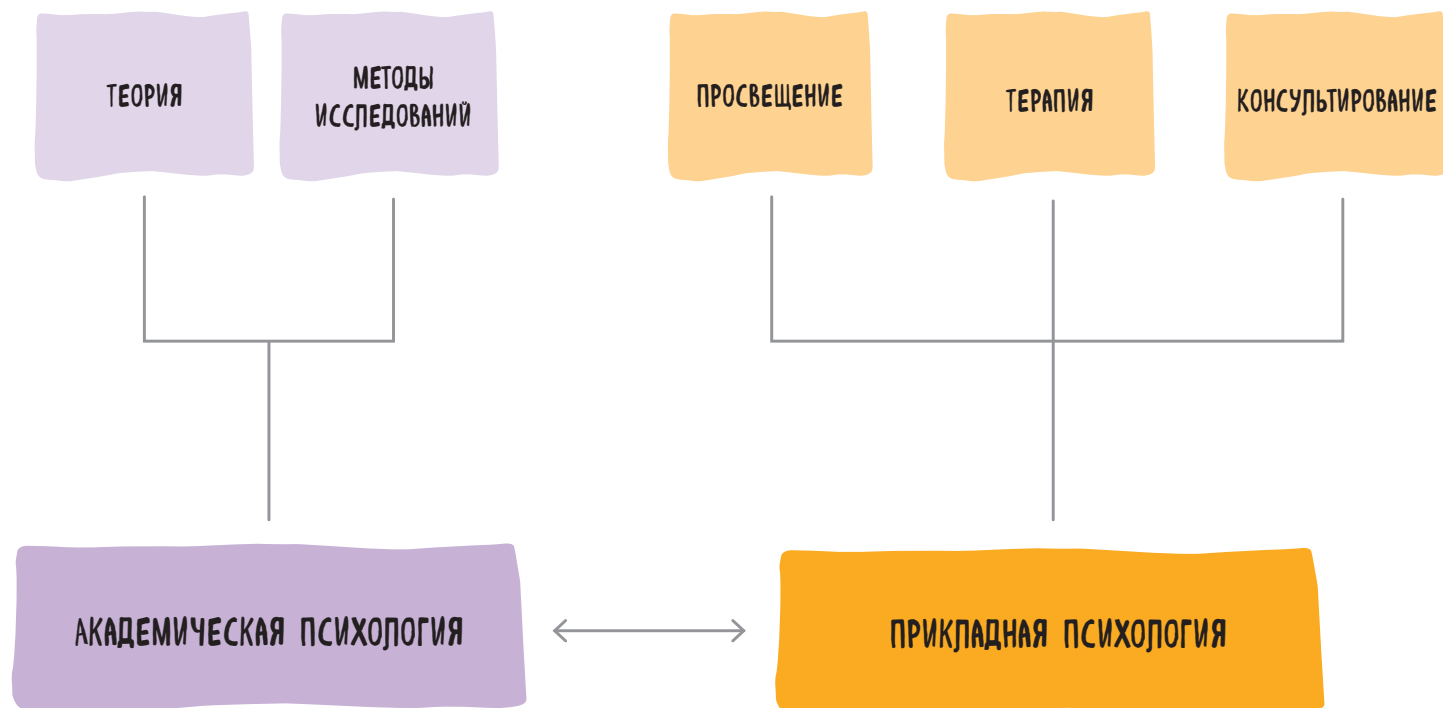 ТЕОРИЯ
МЕТОДЫ
ИССЛЕДОВАНИЙ
ПРОСВЕЩЕНИЕ
ТЕРАПИЯ
КОНСУЛЬТИРОВАНИЕ
АКАДЕМИЧЕСКАЯ ПСИХОЛОГИЯ
ПРИКЛАДНАЯ ПСИХОЛОГИЯ